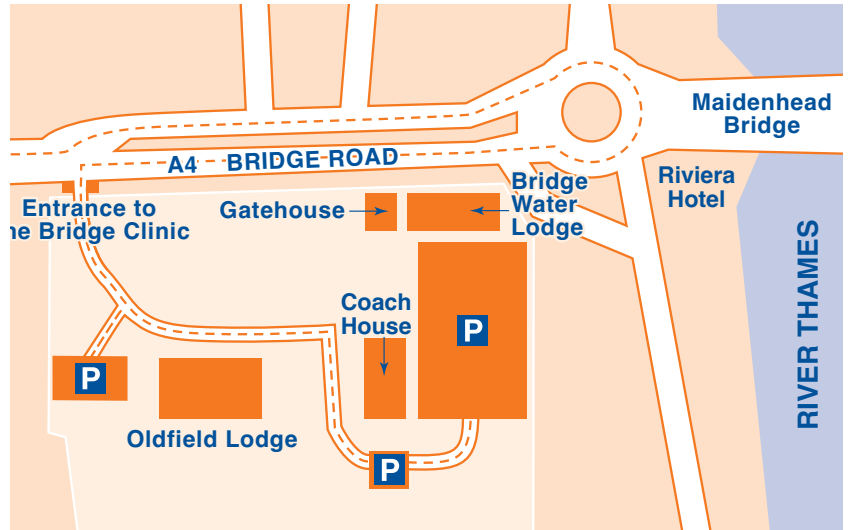 Maidenhead
Bridge
A4 BRIDGE ROAD
Riviera
Hotel
Bridge
Water
Lodge
Gatehouse
Entrance to
he Bridge Clinic
RIVER THAMES
Coach
House
P
P
Oldfield Lodge
P